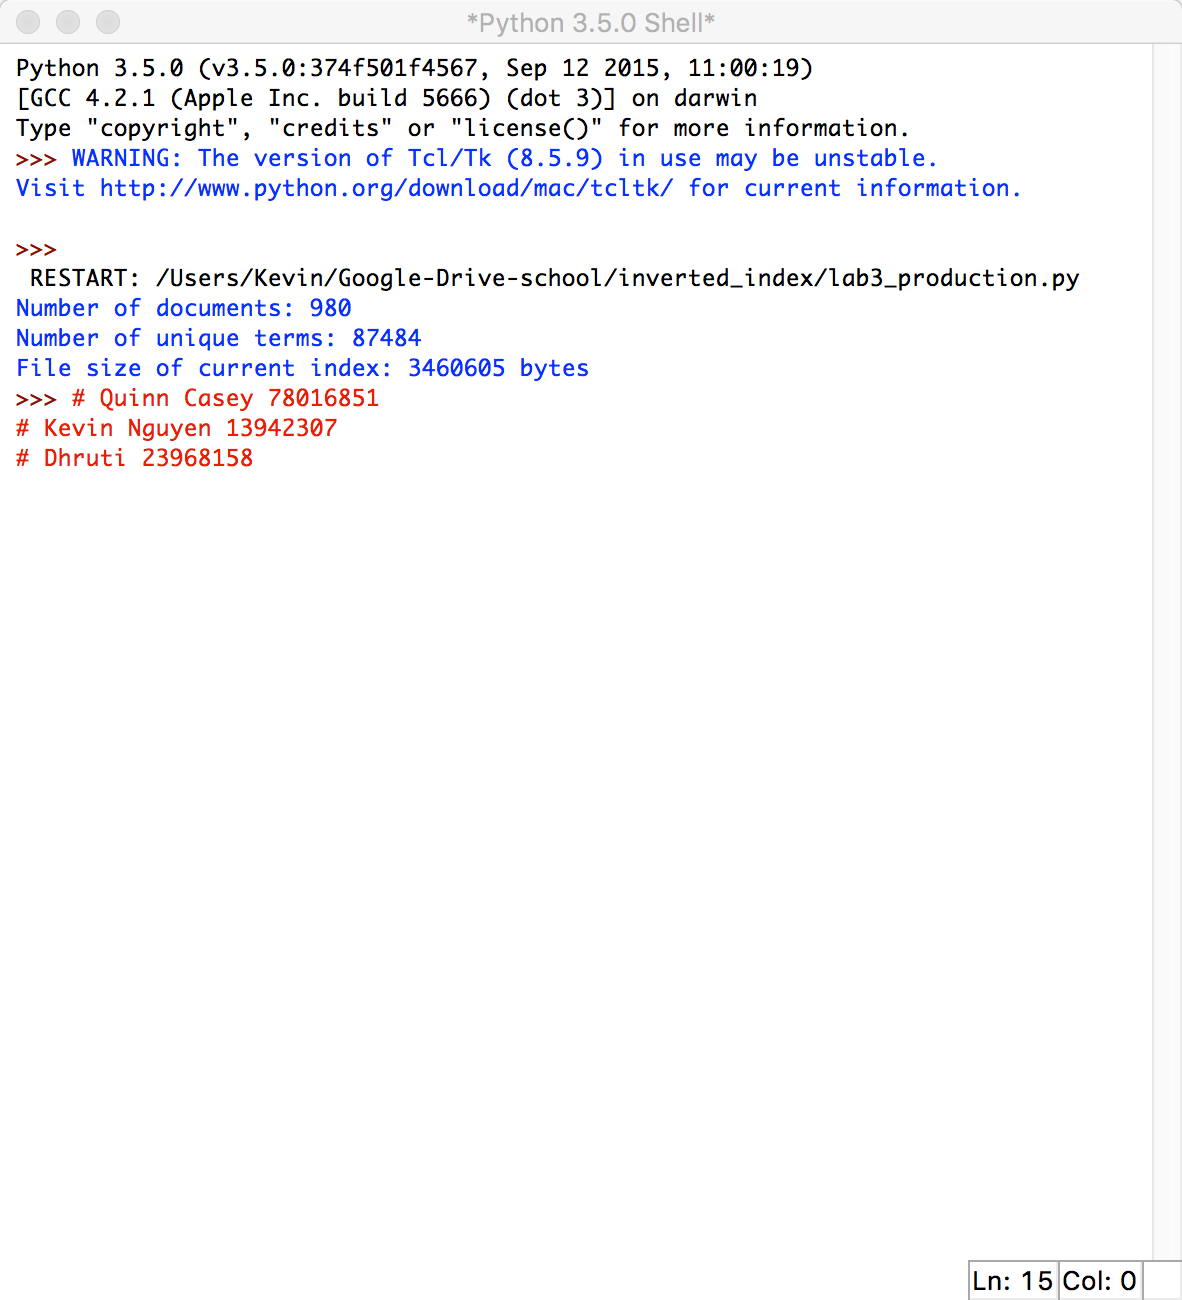 *Python 3.5.0 Shell*
Python 3.5.0 (v3.5.0:374f501f4567, Sep 12 2015, 11:00:19)
[GCC 4.2.1 (Apple Inc. build 5666) (dot 3)] on darwin
Type "copyright", "credits" or "license()" for more information.
>>> WARNING: The version of Tcl/Tk (8.5.9) in use may be unstable.
Visit http://www.python.org/download/mac/tcltk/ for current information.
>>>
 RESTART: /Users/Kevin/Google-Drive-school/inverted_index/lab3_production.py
Number of documents: 980
Number of unique terms: 87484
File size of current index: 3460605 bytes
>>> # Quinn Casey 78016851
# Kevin Nguyen 13942307
# Dhruti 23968158
Ln: 15 Col: 0